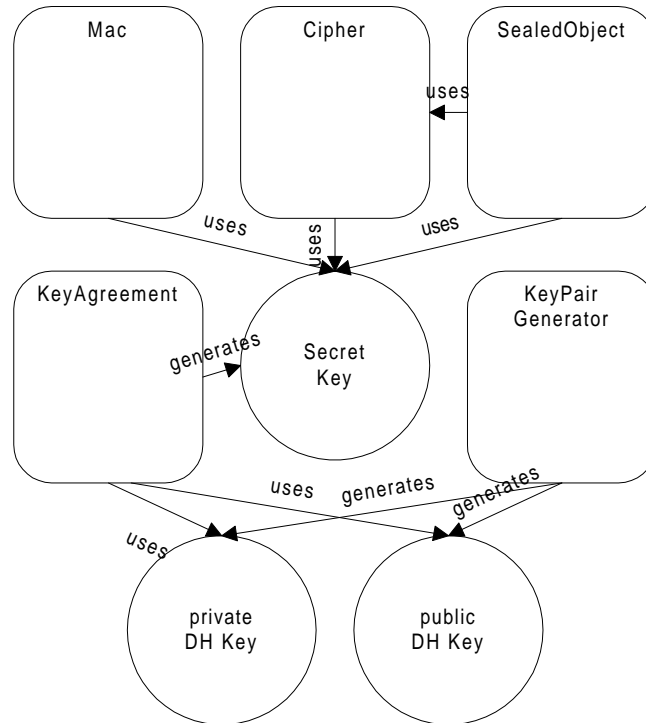 Mac
Cipher
SealedObject
uses
uses
uses
uses
KeyAgreement
KeyPair
Generator
generates
Secret
Key
uses
generates
generates
uses
private
DH Key
public
DH Key